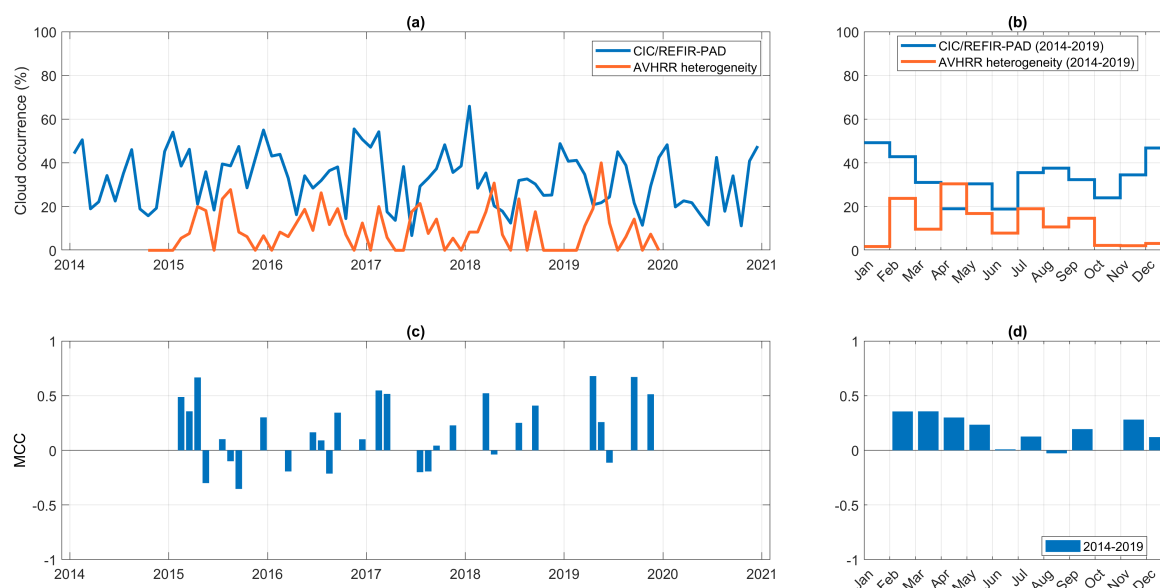 (a)
(b)
Cloud occurrence (%)
100
80
60
40
20
0
CIC/REFIR-PAD
AVHRR heterogeneity
2014 2015 2016 2017 2018 2019 2020 2021
100
80
60
40
20
0
CIC/REFIR-PAD (2014-2019)
AVHRR heterogeneity (2014-2019)
Jan Feb Mar Apr May Jun Jul Aug Sep Oct Nov Dec
(c)
(d)
MCC
1
0.5
0
-0.5
-1
2014 2015 2016 2017 2018 2019 2020 2021
1
0.5
0
-0.5
-1
2014-2019
Jan Feb Mar Apr May Jun Jul Aug Sep Oct Nov Dec